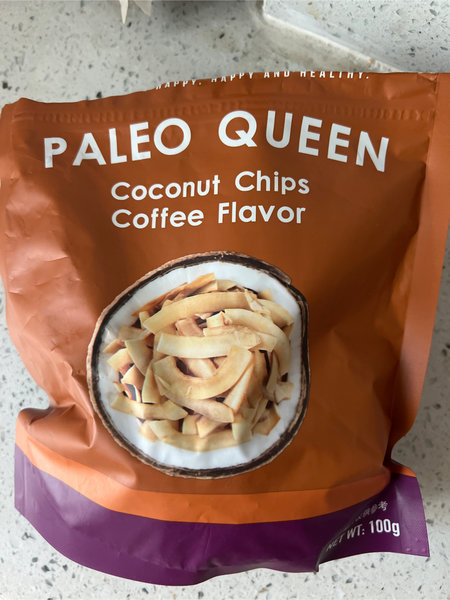 HAPPY. HAPPY AND HEALTHY.
PALEO QUEEN
Coconut Chips
Coffee Flavor
NET WT: 100g